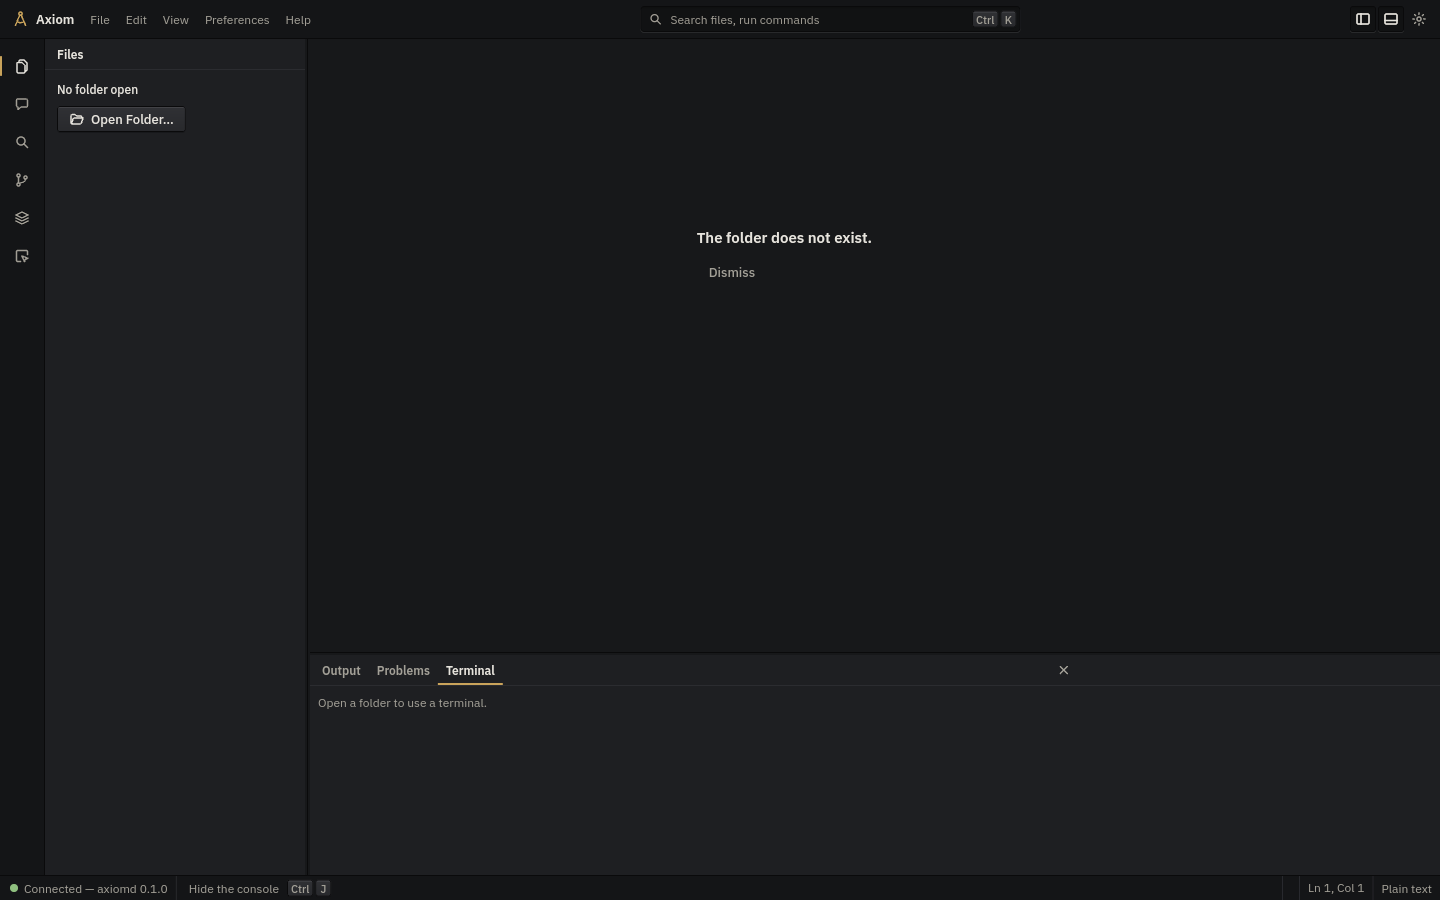 Axiom File Edit View Preferences Help Search files, run commands Ctrl K
Files
No folder open
Open Folder...
The folder does not exist.
Dismiss
Output Problems Terminal
Open a folder to use a terminal.
Connected — axiomd 0.1.0 Hide the console Ctrl J Ln 1, Col 1 Plain text